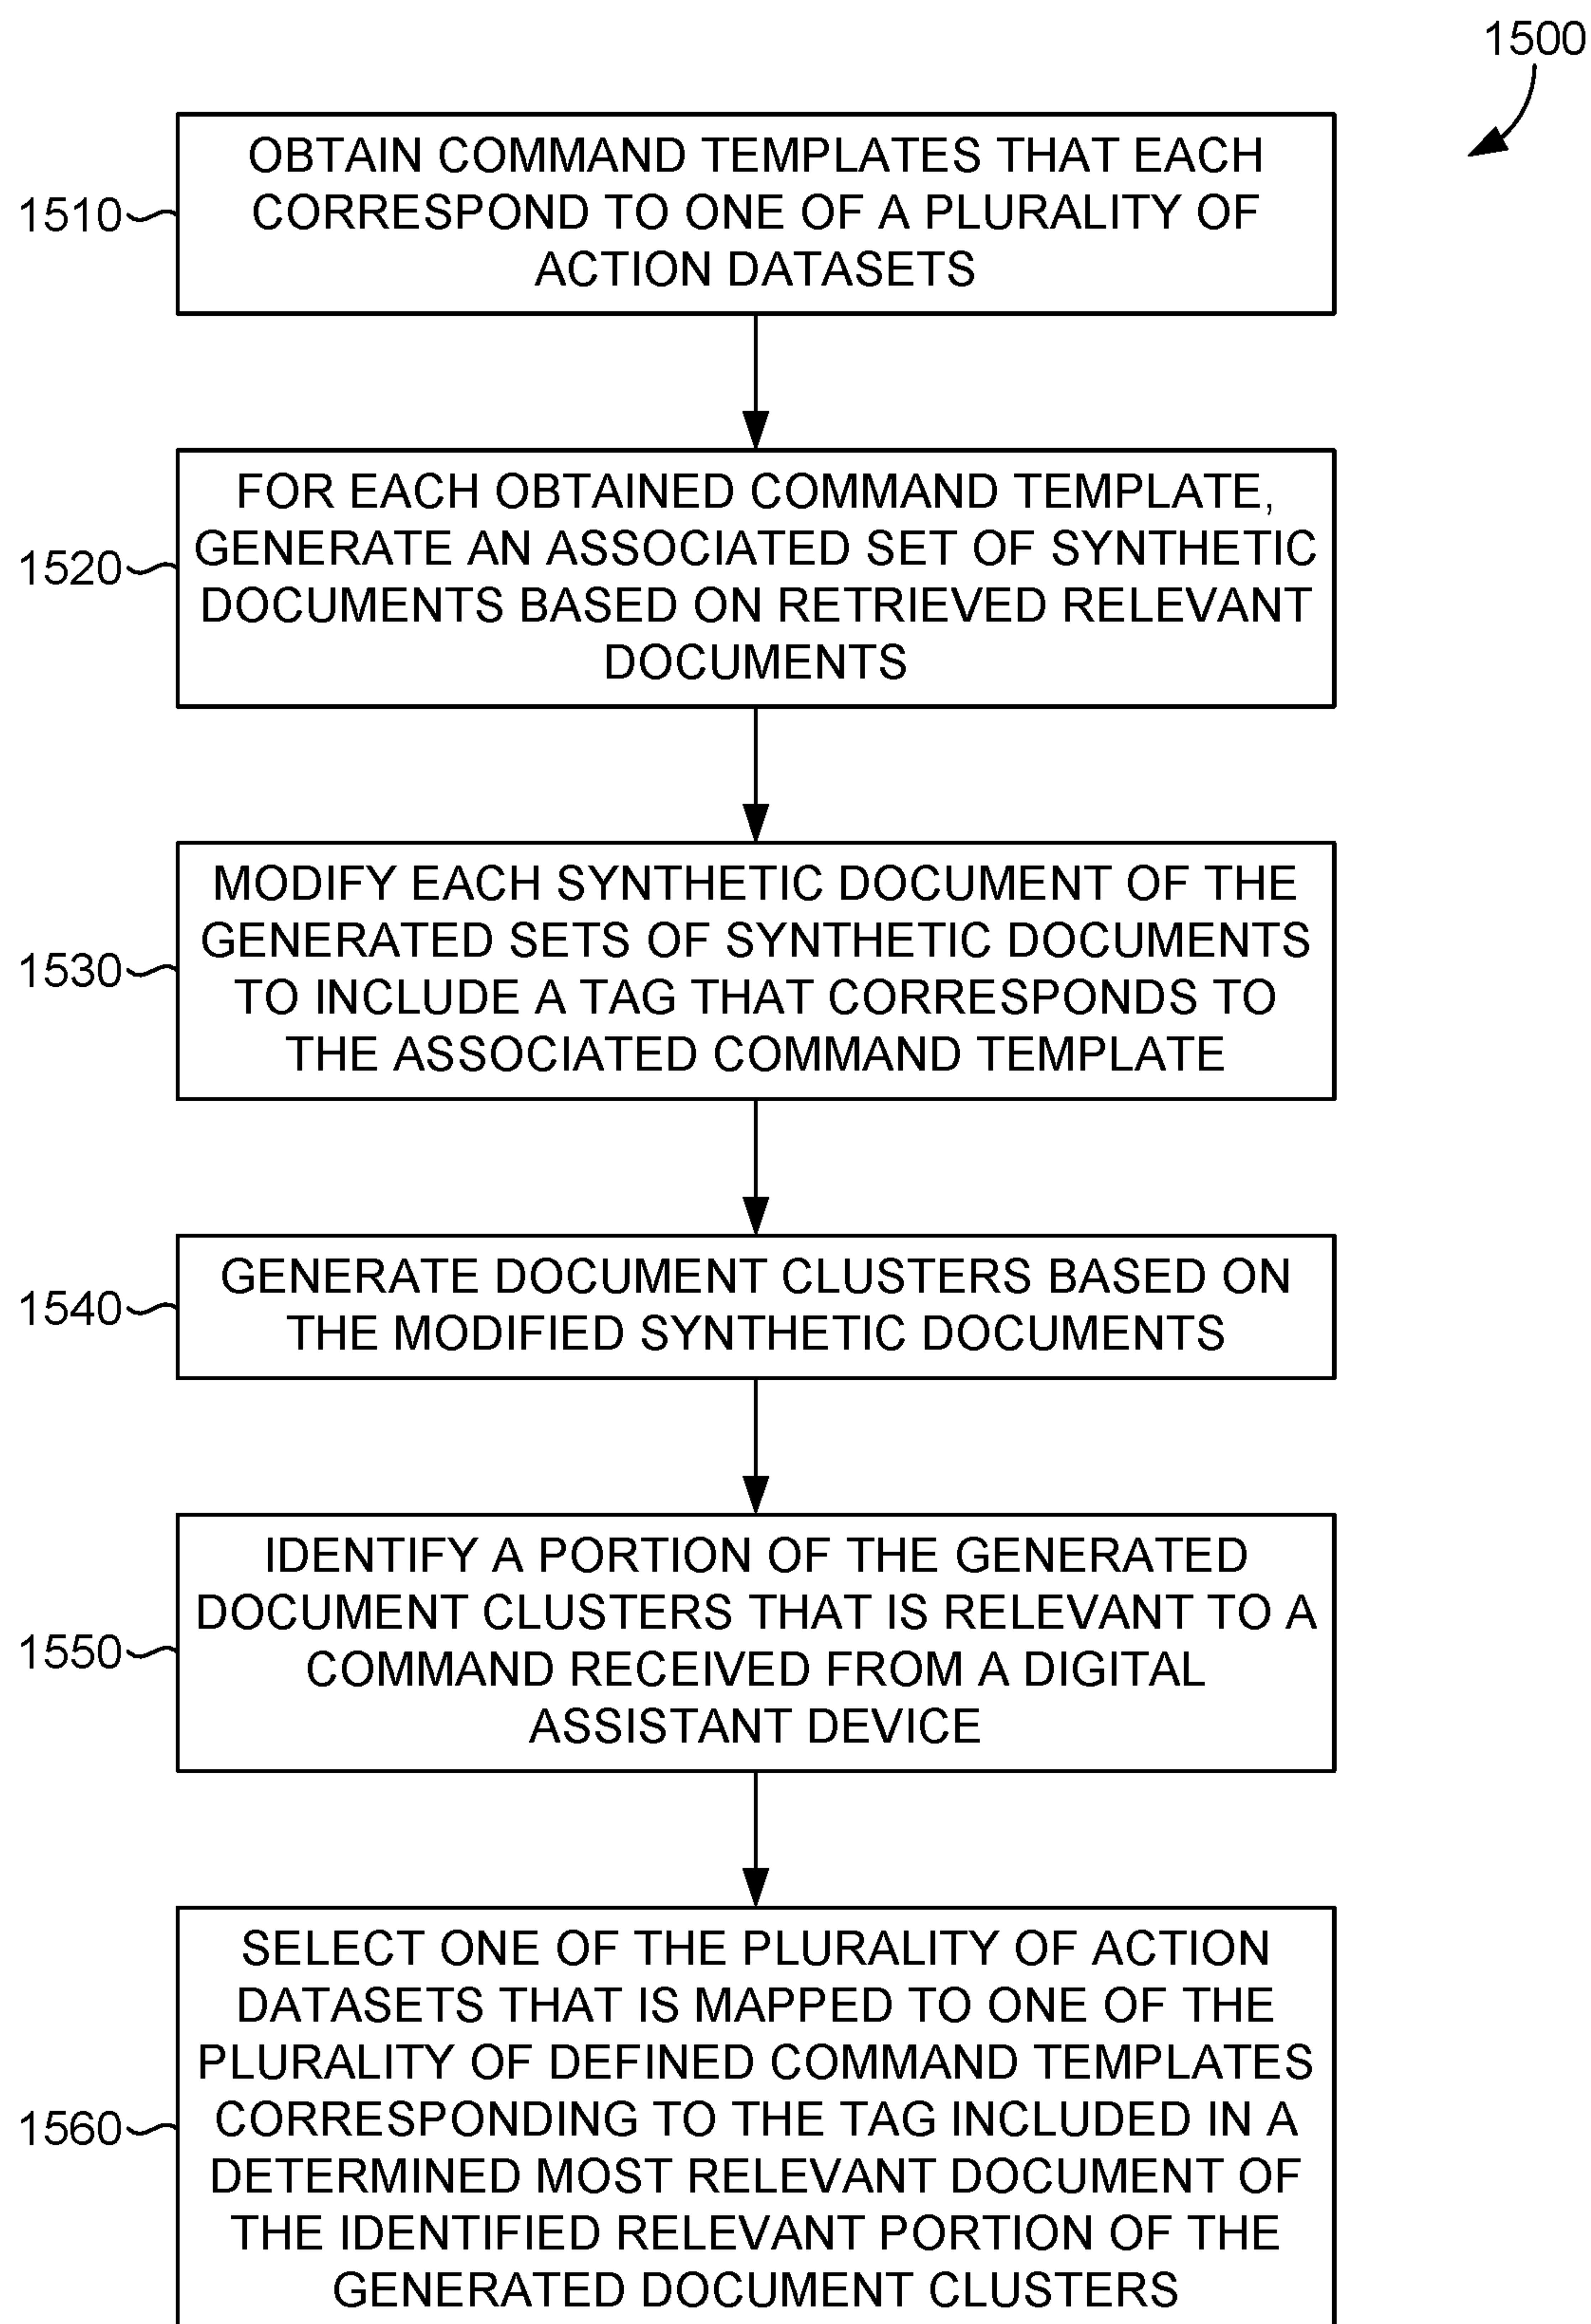 1500
OBTAIN COMMAND TEMPLATES THAT EACH
CORRESPOND TO ONE OF A PLURALITY OF
ACTION DATASETS
1510
FOR EACH OBTAINED COMMAND TEMPLATE,
GENERATE AN ASSOCIATED SET OF SYNTHETIC
DOCUMENTS BASED ON RETRIEVED RELEVANT
DOCUMENTS
1520
MODIFY EACH SYNTHETIC DOCUMENT OF THE
GENERATED SETS OF SYNTHETIC DOCUMENTS
TO INCLUDE A TAG THAT CORRESPONDS TO
THE ASSOCIATED COMMAND TEMPLATE
1530
GENERATE DOCUMENT CLUSTERS BASED ON
THE MODIFIED SYNTHETIC DOCUMENTS
1540
IDENTIFY A PORTION OF THE GENERATED
DOCUMENT CLUSTERS THAT IS RELEVANT TO A
COMMAND RECEIVED FROM A DIGITAL
ASSISTANT DEVICE
1550
SELECT ONE OF THE PLURALITY OF ACTION
DATASETS THAT IS MAPPED TO ONE OF THE
PLURALITY OF DEFINED COMMAND TEMPLATES
CORRESPONDING TO THE TAG INCLUDED IN A
DETERMINED MOST RELEVANT DOCUMENT OF
THE IDENTIFIED RELEVANT PORTION OF THE
GENERATED DOCUMENT CLUSTERS
1560